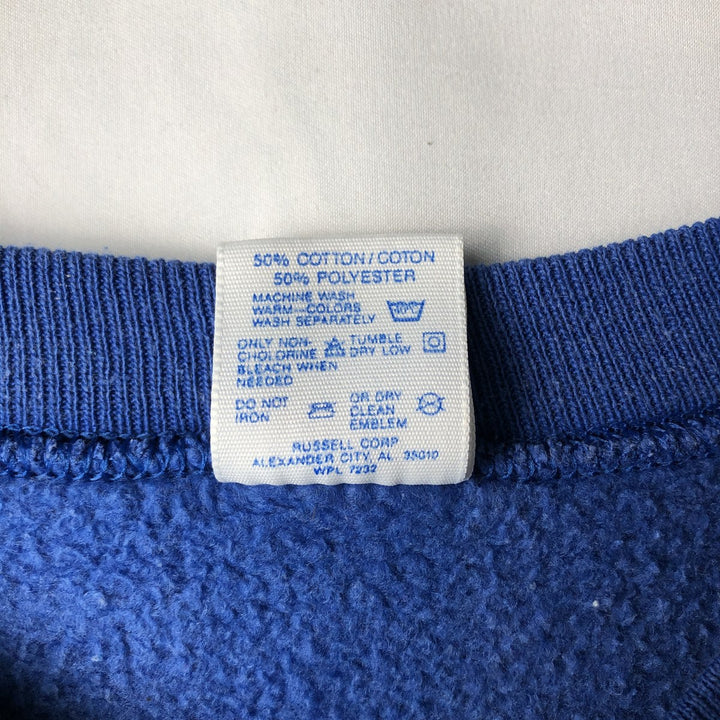 50% COTTON/COTON
50% POLYESTER
MACHINE WASH
WARM-COLORS
WASH SEPARATELY
ONLY NON- TUMBLE
CHOLORINE DRY LOW
BLEACH WHEN
NEEDED
DO NOT OR DRY
IRON CLEAN
EMBLEM
RUSSELL CORP
ALEXANDER CITY, AL 35010
WPL 7232